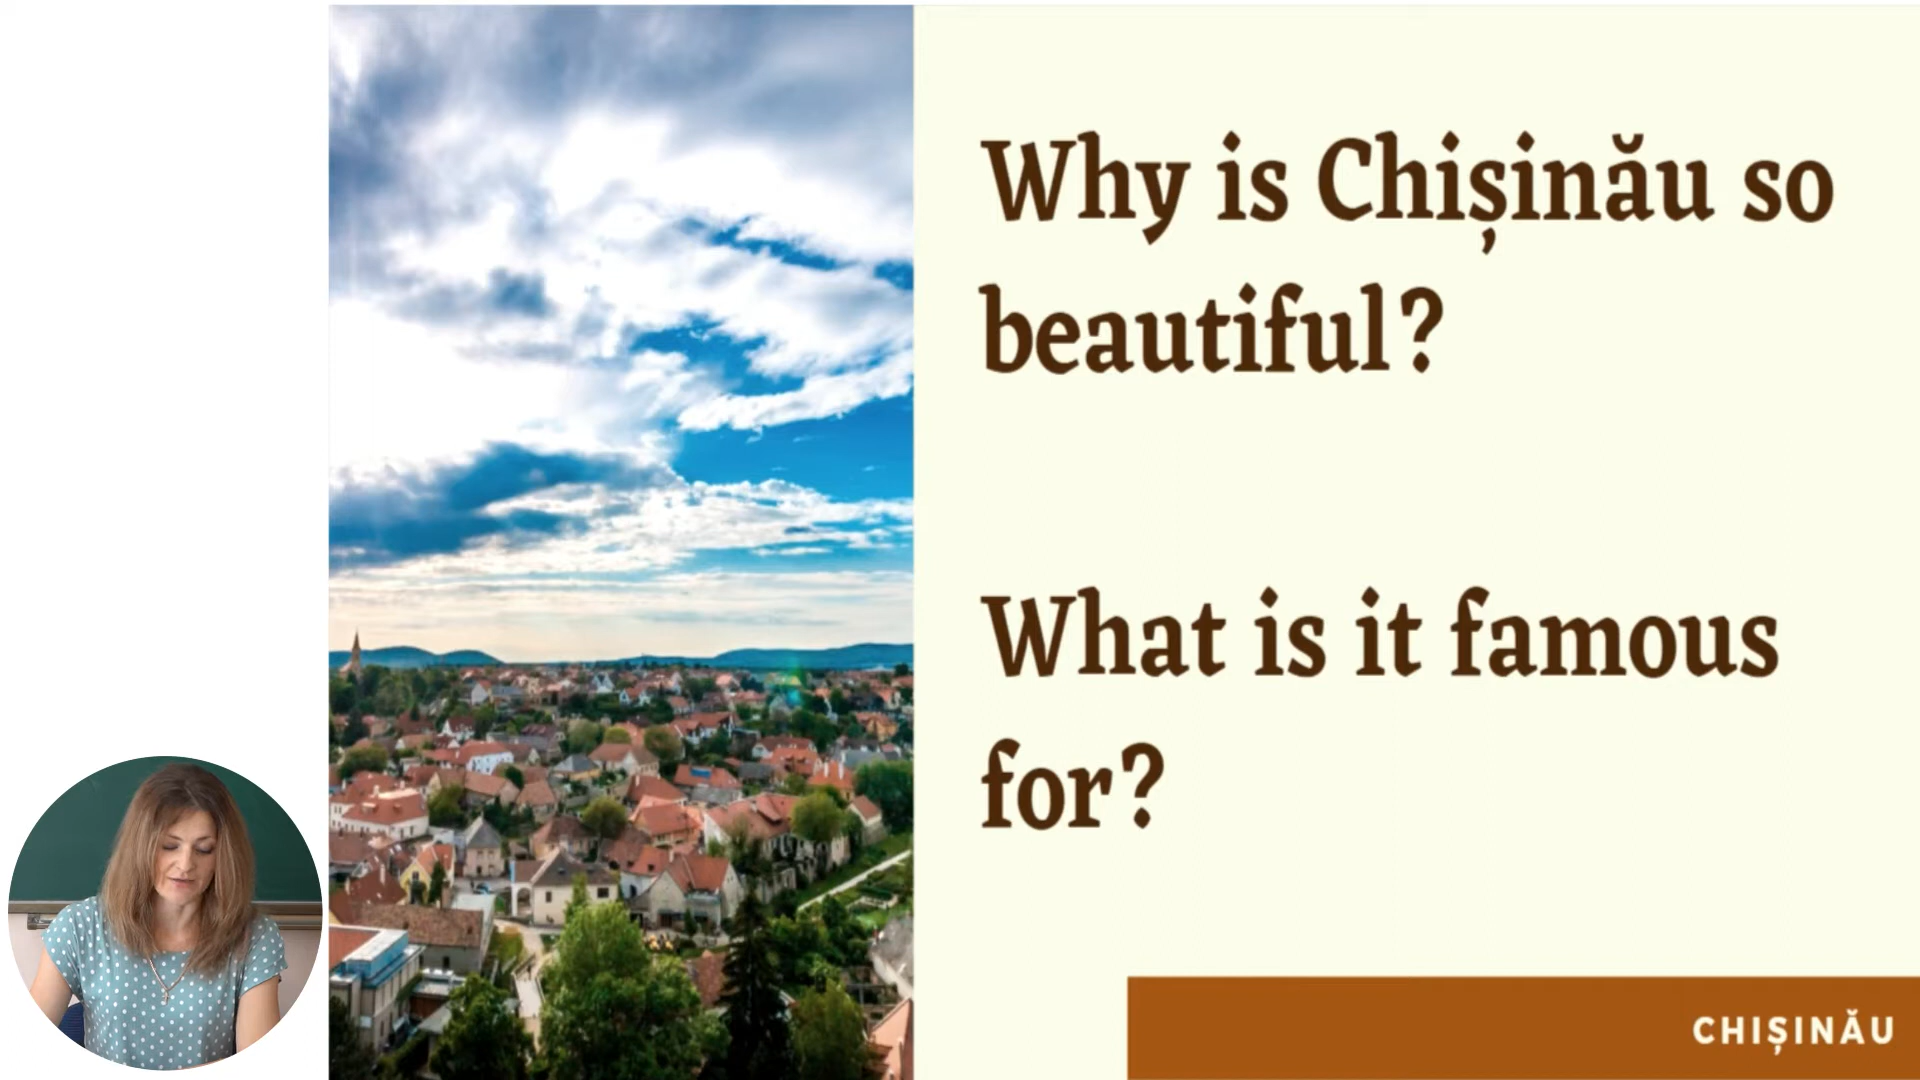 Why is Chișinău so
beautiful?
What is it famous
for?
CHIȘINĂU